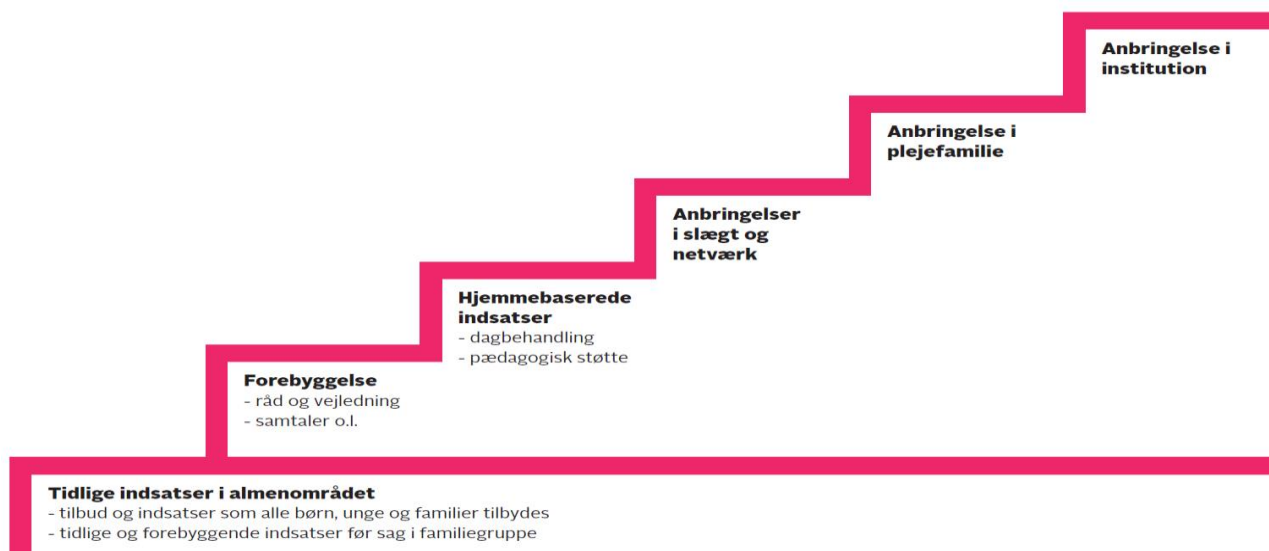 Anbringelse i
institution
Anbringelse i
plejefamilie
Anbringelser
i slægt og
netværk
Hjemmebaserede
indsatser
- dagbehandling
- pædagogisk støtte
Forebyggelse
- råd og vejledning
- samtaler o.l.
Tidlige indsatser i almenområdet
- tilbud og indsatser som alle børn, unge og familier tilbydes
- tidlige og forebyggende indsatser før sag i familiegruppe